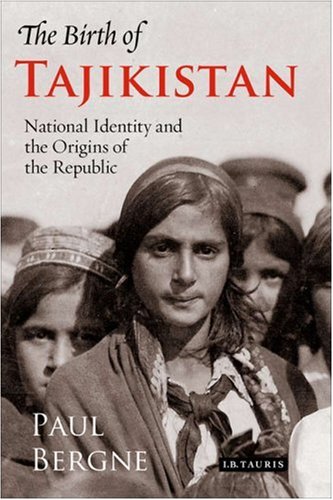 The Birth of
TAJIKISTAN
National Identity and
the Origins of
the Republic
PAUL
BERGNE
I.B.TAURIS